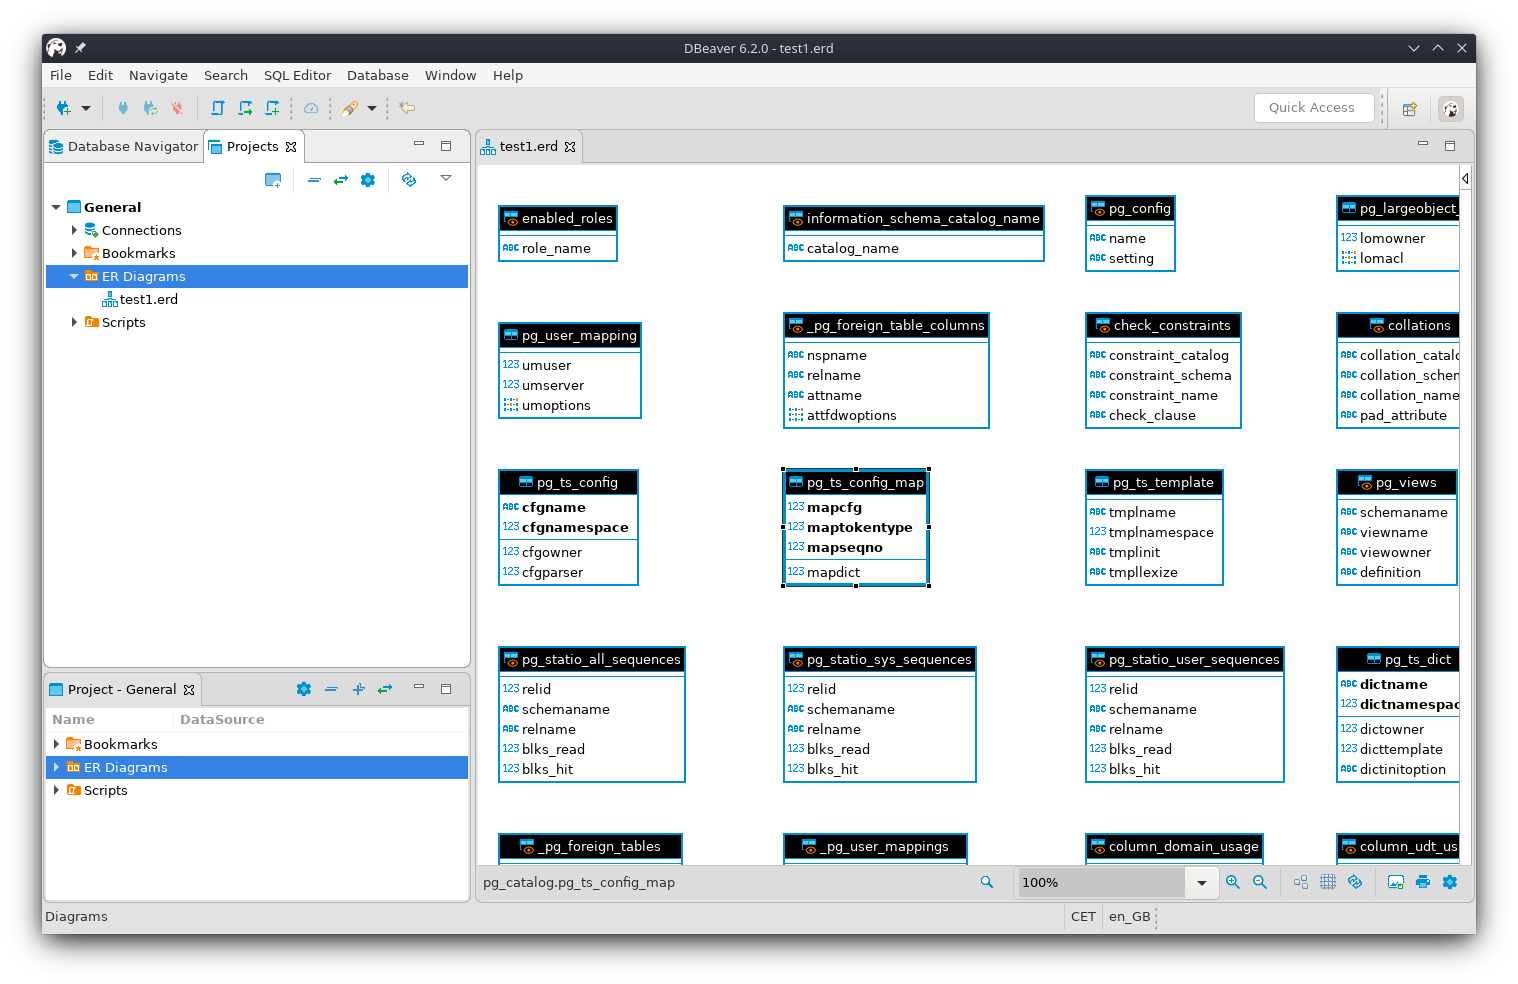 DBeaver 6.2.0 - test1.erd
File Edit Navigate Search SQL Editor Database Window Help
Quick Access
Database Navigator
Projects
General
Connections
Bookmarks
ER Diagrams
test1.erd
Scripts
Project - General
Name DataSource
Bookmarks
ER Diagrams
Scripts
test1.erd
enabled_roles
ABC role_name
information_schema_catalog_name
ABC catalog_name
pg_config
ABC name
ABC setting
pg_largeobject_
123 lomowner
lomacl
pg_user_mapping
123 umuser
123 umserver
umoptions
_pg_foreign_table_columns
ABC nspname
ABC relname
ABC attname
attfdwoptions
check_constraints
ABC constraint_catalog
ABC constraint_schema
ABC constraint_name
ABC check_clause
collations
ABC collation_catalo
ABC collation_schem
ABC collation_name
ABC pad_attribute
pg_ts_config
ABC cfgname
123 cfgnamespace
123 cfgowner
123 cfgparser
pg_ts_config_map
123 mapcfg
123 maptokentype
123 mapseqno
123 mapdict
pg_ts_template
ABC tmplname
123 tmplnamespace
ABC tmplinit
ABC tmpllexize
pg_views
ABC schemaname
ABC viewname
ABC viewowner
ABC definition
pg_statio_all_sequences
123 relid
ABC schemaname
ABC relname
123 blks_read
123 blks_hit
pg_statio_sys_sequences
123 relid
ABC schemaname
ABC relname
123 blks_read
123 blks_hit
pg_statio_user_sequences
123 relid
ABC schemaname
ABC relname
123 blks_read
123 blks_hit
pg_ts_dict
ABC dictname
123 dictnamespac
123 dictowner
123 dicttemplate
ABC dictinitoption
_pg_foreign_tables
_pg_user_mappings
column_domain_usage
column_udt_us
pg_catalog.pg_ts_config_map
100%
Diagrams
CET
en_GB